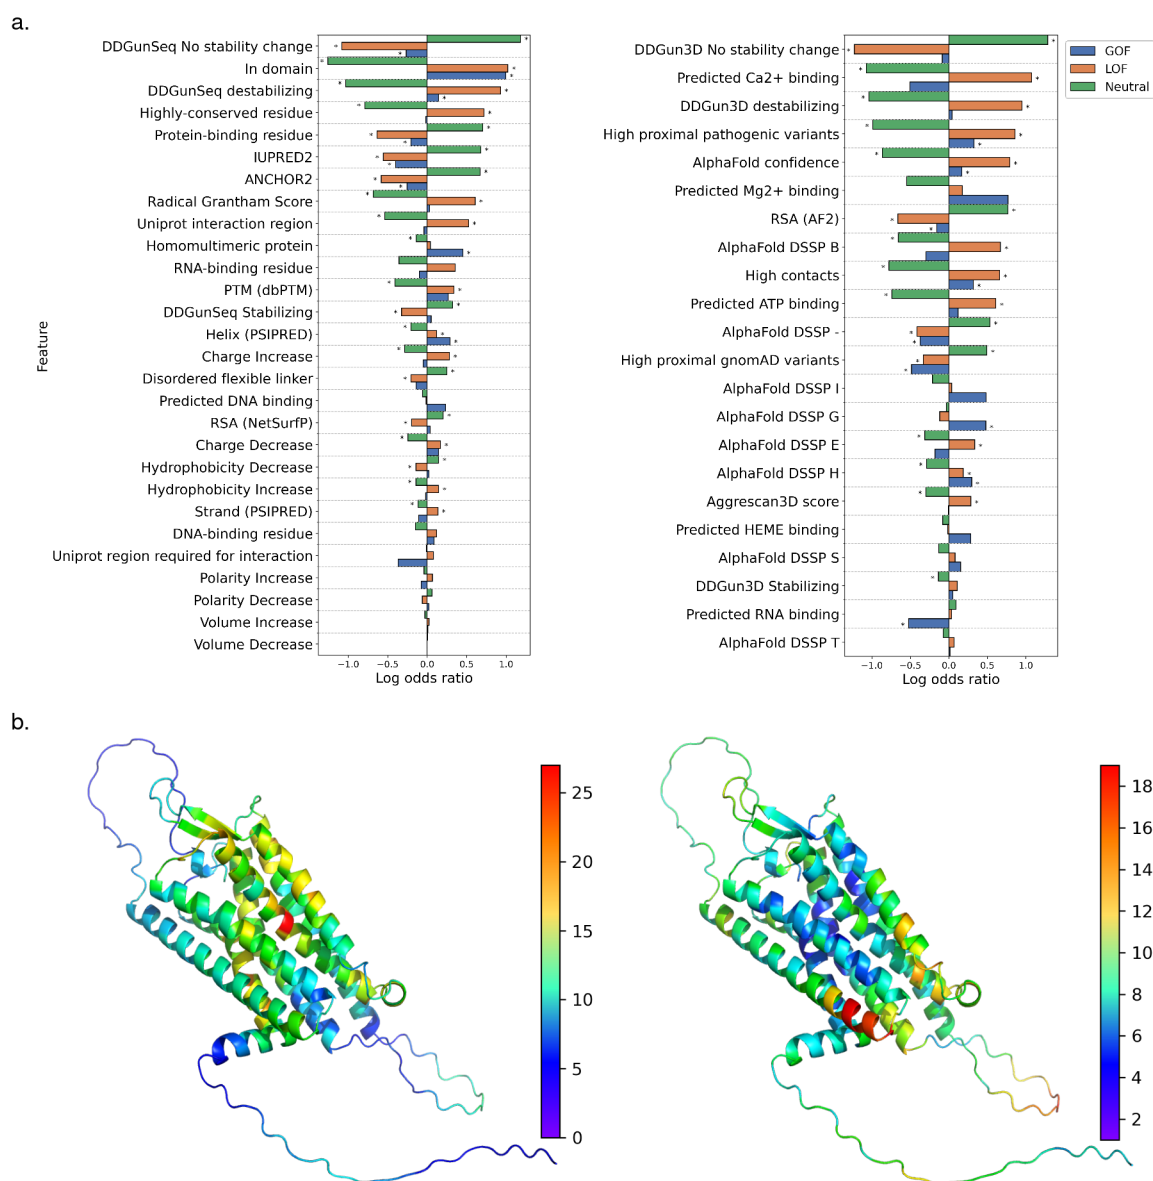 a.
Feature
DDGunSeq No stability change
In domain
DDGunSeq destabilizing
Highly-conserved residue
Protein-binding residue
IUPRED2
ANCHOR2
Radical Grantham Score
Uniprot interaction region
Homomultimeric protein
RNA-binding residue
PTM (dbPTM)
DDGunSeq Stabilizing
Helix (PSIPRED)
Charge Increase
Disordered flexible linker
Predicted DNA binding
RSA (NetSurfP)
Charge Decrease
Hydrophobicity Decrease
Hydrophobicity Increase
Strand (PSIPRED)
DNA-binding residue
Uniprot region required for interaction
Polarity Increase
Polarity Decrease
Volume Increase
Volume Decrease
−1.0 −0.5 0.0 0.5 1.0
Log odds ratio
DDGun3D No stability change
Predicted Ca2+ binding
DDGun3D destabilizing
High proximal pathogenic variants
AlphaFold confidence
Predicted Mg2+ binding
RSA (AF2)
AlphaFold DSSP B
High contacts
Predicted ATP binding
AlphaFold DSSP -
High proximal gnomAD variants
AlphaFold DSSP I
AlphaFold DSSP G
AlphaFold DSSP E
AlphaFold DSSP H
Aggrescan3D score
Predicted HEME binding
AlphaFold DSSP S
DDGun3D Stabilizing
Predicted RNA binding
AlphaFold DSSP T
−1.0 −0.5 0.0 0.5 1.0
Log odds ratio
GOF
LOF
Neutral
b.
25
20
15
10
5
0
18
16
14
12
10
8
6
4
2